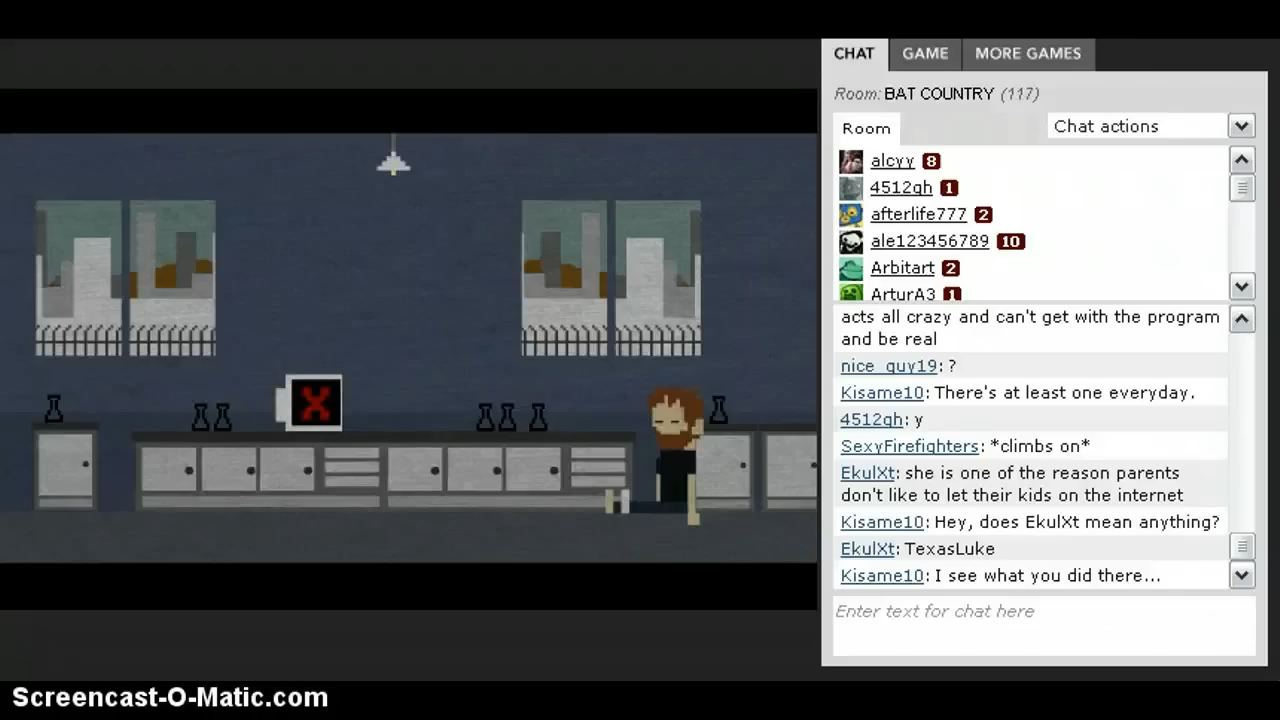 CHAT GAME MORE GAMES
Room: BAT COUNTRY (117)
Room Chat actions
alcyy 8
4512gh 1
afterlife777 2
ale123456789 10
Arbitart 2
ArturA3 1
acts all crazy and can't get with the program
and be real
nice_guy19: ?
Kisame10: There's at least one everyday.
4512gh: y
SexyFirefighters: *climbs on*
EkulXt: she is one of the reason parents
don't like to let their kids on the internet
Kisame10: Hey, does EkulXt mean anything?
EkulXt: TexasLuke
Kisame10: I see what you did there...
Enter text for chat here
X
Screencast-O-Matic.com